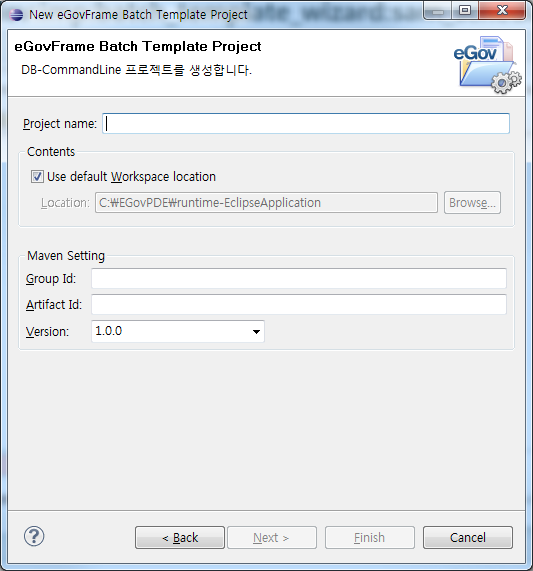 New eGovFrame Batch Template Project
eGovFrame Batch Template Project
DB-CommandLine 프로젝트를 생성합니다.
eGov
Project name:
Contents
Use default Workspace location
Location: C:₩EGovPDE₩runtime-EclipseApplication Browse...
Maven Setting
Group Id:
Artifact Id:
Version: 1.0.0
? < Back Next > Finish Cancel